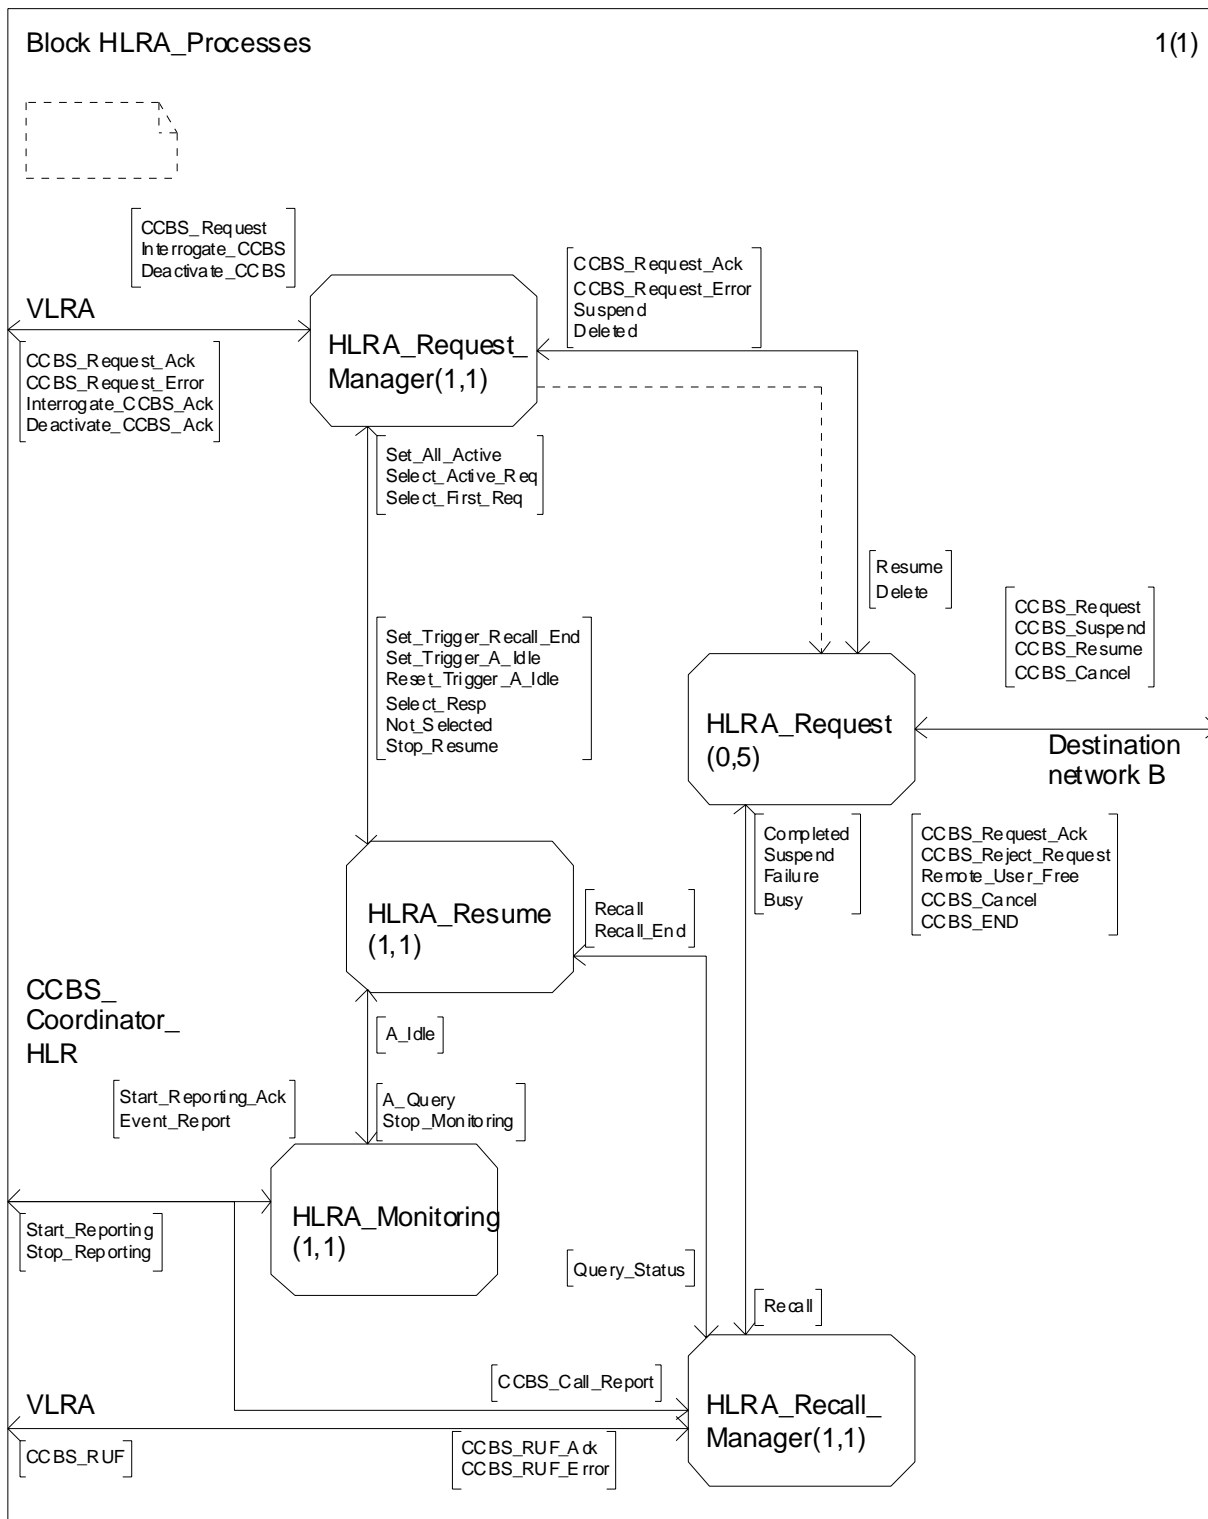 Block HLRA_Processes
1(1)
CCBS_Request
Interrogate_CCBS
Deactivate_CCBS
CCBS_Request_Ack
CCBS_Request_Error
Suspend
Deleted
VLRA
HLRA_Request_
Manager(1,1)
CCBS_Request_Ack
CCBS_Request_Error
Interrogate_CCBS_Ack
Deactivate_CCBS_Ack
Set_All_Active
Select_Active_Req
Select_First_Req
Resume
Delete
CCBS_Request
CCBS_Suspend
CCBS_Resume
CCBS_Cancel
Set_Trigger_Recall_End
Set_Trigger_A_Idle
Reset_Trigger_A_Idle
Select_Resp
Not_Selected
Stop_Resume
HLRA_Request
(0,5)
Destination
network B
Completed
Suspend
Failure
Busy
CCBS_Request_Ack
CCBS_Reject_Request
Remote_User_Free
CCBS_Cancel
CCBS_END
HLRA_Resume
(1,1)
Recall
Recall_End
CCBS_
Coordinator_
HLR
A_Idle
Start_Reporting_Ack
Event_Report
A_Query
Stop_Monitoring
HLRA_Monitoring
(1,1)
Start_Reporting
Stop_Reporting
Query_Status
Recall
CCBS_Call_Report
VLRA
HLRA_Recall_
Manager(1,1)
CCBS_RUF
CCBS_RUF_Ack
CCBS_RUF_Error